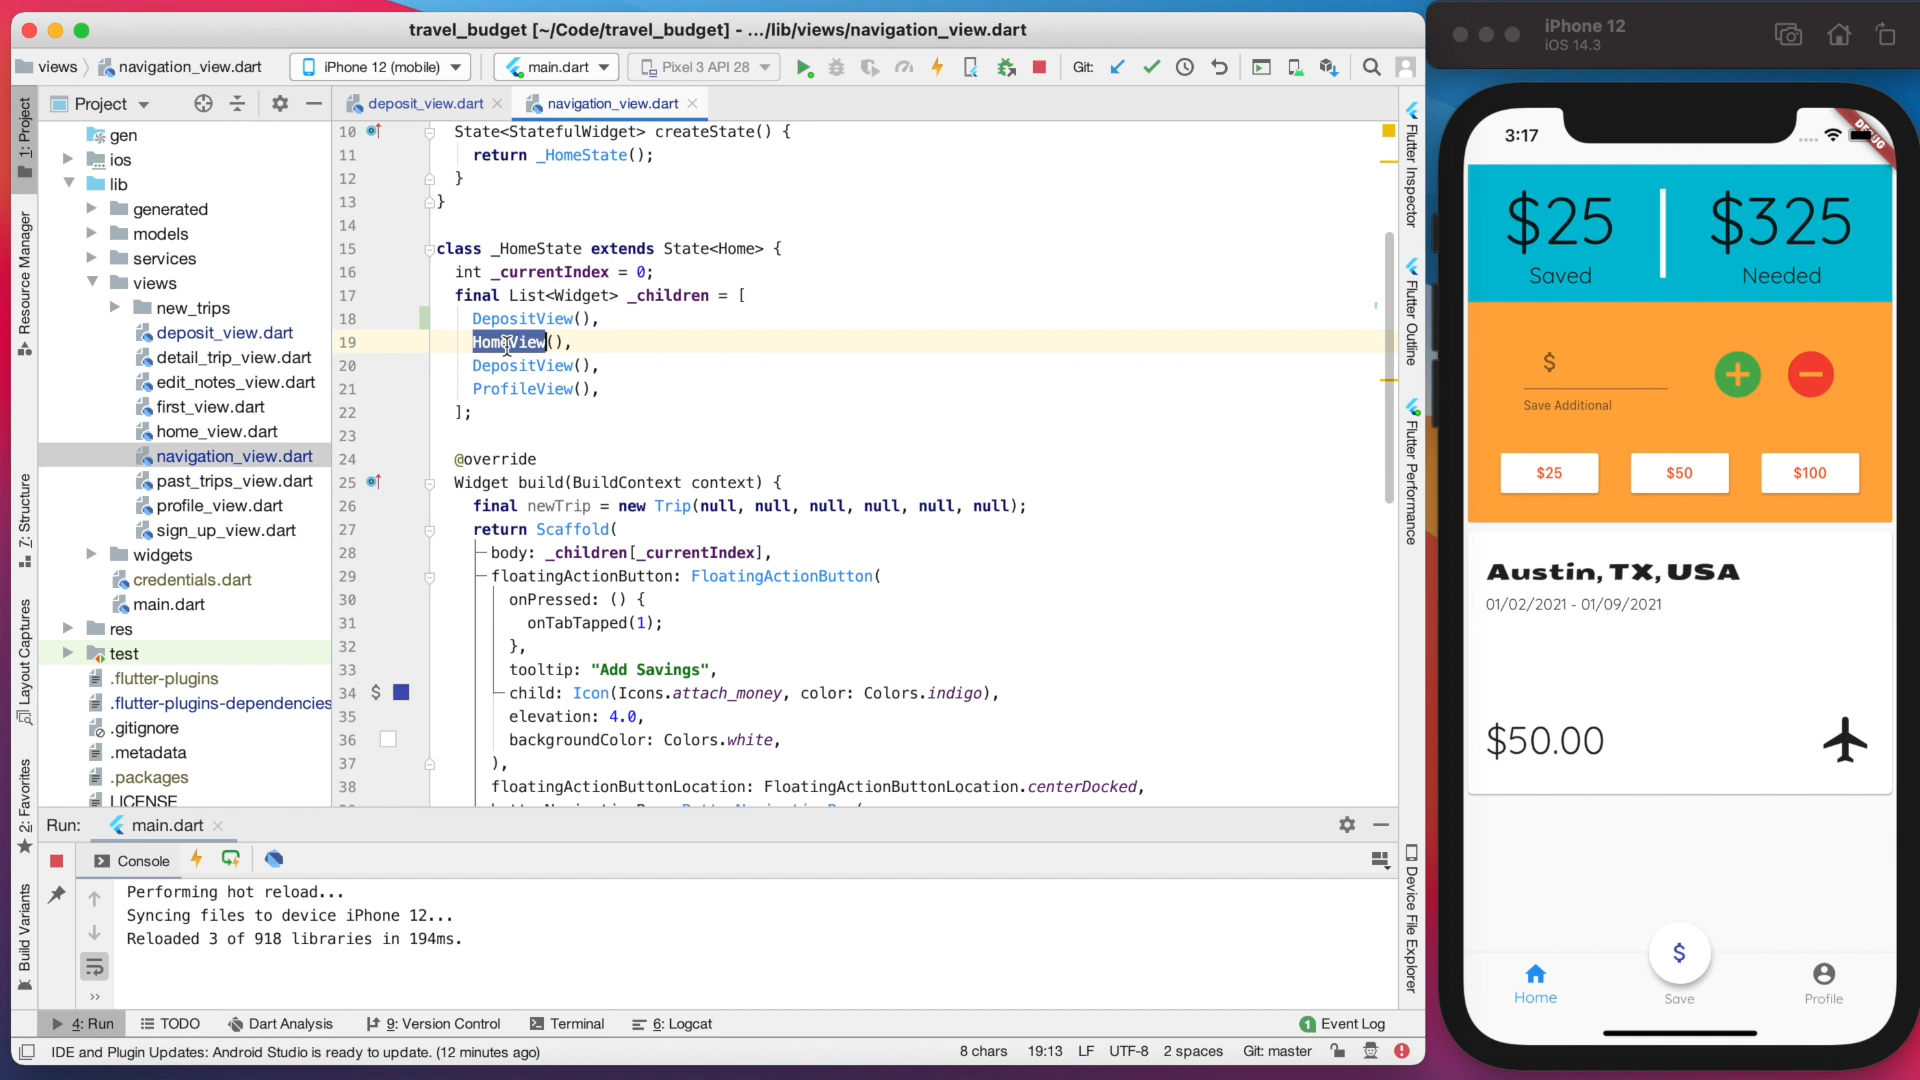 travel_budget [~/Code/travel_budget] - .../lib/views/navigation_view.dart
views
navigation_view.dart
iPhone 12 (mobile)
main.dart
Pixel 3 API 28
Git:
1: Project
Resource Manager
7: Structure
Layout Captures
2: Favorites
Build Variants
Project
gen
ios
lib
generated
models
services
views
new_trips
deposit_view.dart
detail_trip_view.dart
edit_notes_view.dart
first_view.dart
home_view.dart
navigation_view.dart
past_trips_view.dart
profile_view.dart
sign_up_view.dart
widgets
credentials.dart
main.dart
res
test
.flutter-plugins
.flutter-plugins-dependencies
.gitignore
.metadata
.packages
LICENSE
deposit_view.dart
navigation_view.dart
10 State<StatefulWidget> createState() {
11 return _HomeState();
12 }
13 }
14
15 class _HomeState extends State<Home> {
16 int _currentIndex = 0;
17 final List<Widget> _children = [
18 DepositView(),
19 HomeView(),
20 DepositView(),
21 ProfileView(),
22 ];
23
24 @override
25 Widget build(BuildContext context) {
26 final newTrip = new Trip(null, null, null, null, null, null);
27 return Scaffold(
28 body: _children[_currentIndex],
29 floatingActionButton: FloatingActionButton(
30 onPressed: () {
31 onTabTapped(1);
32 },
33 tooltip: "Add Savings",
34 $ child: Icon(Icons.attach_money, color: Colors.indigo),
35 elevation: 4.0,
36 backgroundColor: Colors.white,
37 ),
38 floatingActionButtonLocation: FloatingActionButtonLocation.centerDocked,
Flutter Inspector
Flutter Outline
Flutter Performance
Device File Explorer
Run:
main.dart
Console
Performing hot reload...
Syncing files to device iPhone 12...
Reloaded 3 of 918 libraries in 194ms.
4: Run
TODO
Dart Analysis
9: Version Control
Terminal
6: Logcat
1 Event Log
IDE and Plugin Updates: Android Studio is ready to update. (12 minutes ago)
8 chars
19:13
LF
UTF-8
2 spaces
Git: master
iPhone 12
iOS 14.3
3:17
DEBUG
$25
Saved
$325
Needed
$
Save Additional
$25
$50
$100
Austin, TX, USA
01/02/2021 - 01/09/2021
$50.00
$
Home
Save
Profile